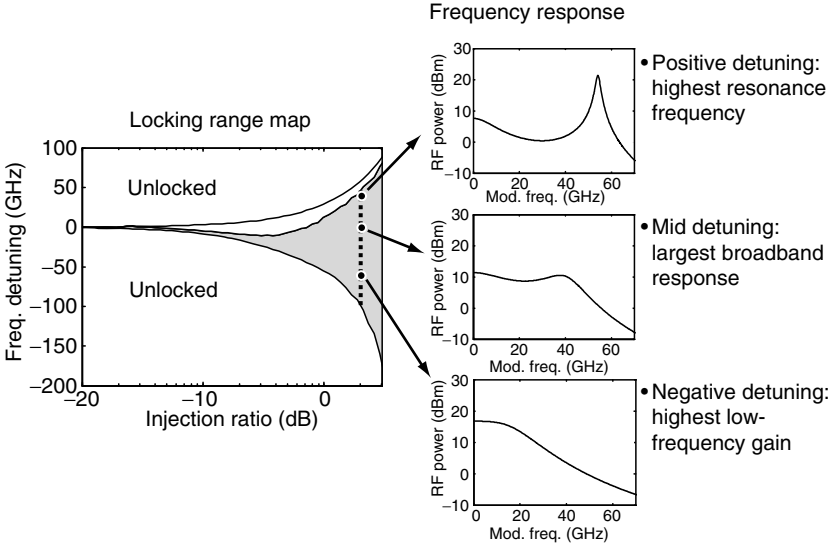 Frequency response
Locking range map
100
50
0
−50
−100
−150
−200
Freq. detuning (GHz)
Unlocked
Unlocked
−20
−10
0
Injection ratio (dB)
30
20
10
0
−10
RF power (dBm)
0
20
40
60
Mod. freq. (GHz)
• Positive detuning:
highest resonance
frequency
30
20
10
0
−10
RF power (dBm)
0
20
40
60
Mod. freq. (GHz)
• Mid detuning:
largest broadband
response
30
20
10
0
−10
RF power (dBm)
0
20
40
60
Mod. freq. (GHz)
• Negative detuning:
highest low-
frequency gain